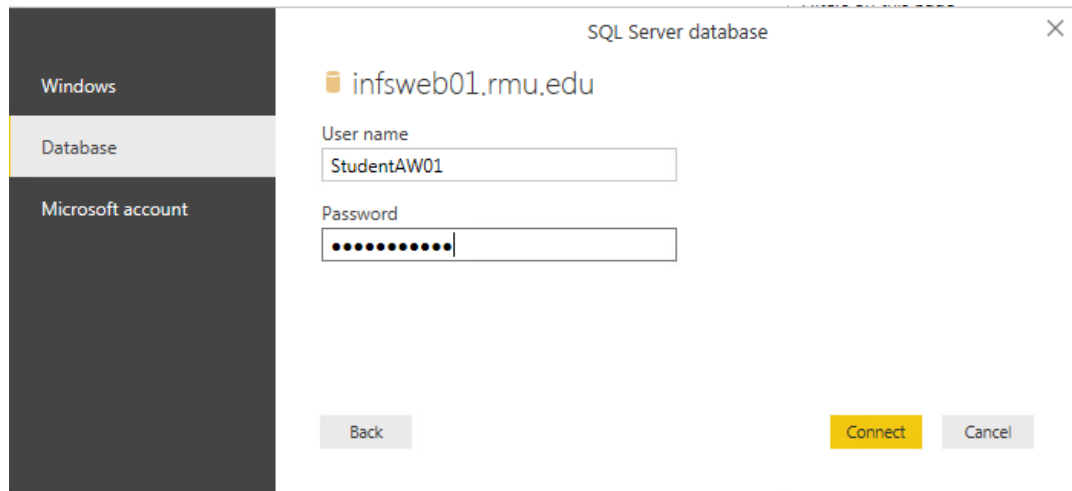 SQL Server database
Windows
Database
Microsoft account
infsweb01.rmu.edu
User name
StudentAW01
Password
●●●●●●●●●●●
Back
Connect
Cancel